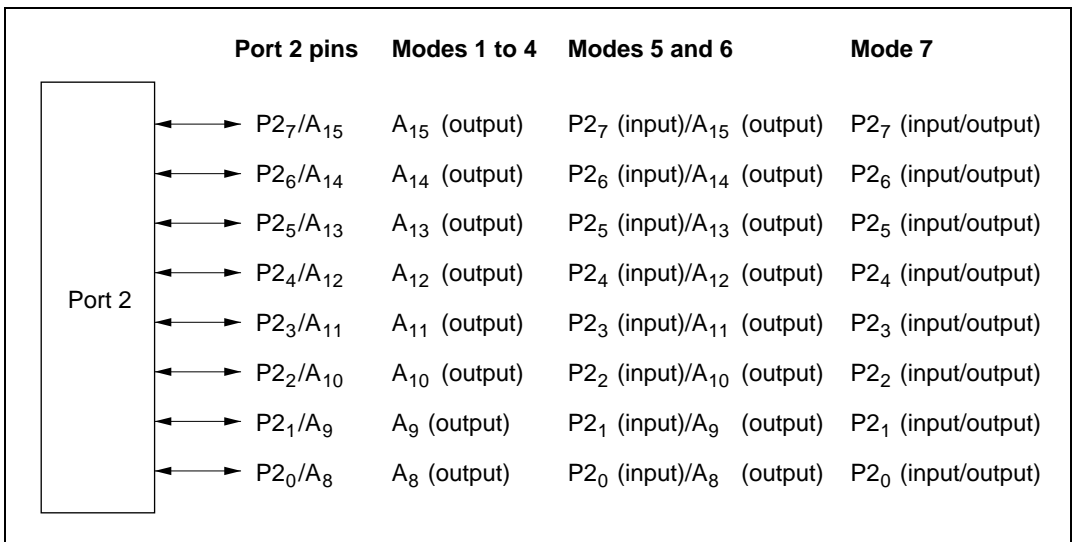 Port 2 pins Modes 1 to 4 Modes 5 and 6 Mode 7
P2₇/A₁₅ A₁₅ (output) P2₇ (input)/A₁₅ (output) P2₇ (input/output)
P2₆/A₁₄ A₁₄ (output) P2₆ (input)/A₁₄ (output) P2₆ (input/output)
P2₅/A₁₃ A₁₃ (output) P2₅ (input)/A₁₃ (output) P2₅ (input/output)
P2₄/A₁₂ A₁₂ (output) P2₄ (input)/A₁₂ (output) P2₄ (input/output)
Port 2
P2₃/A₁₁ A₁₁ (output) P2₃ (input)/A₁₁ (output) P2₃ (input/output)
P2₂/A₁₀ A₁₀ (output) P2₂ (input)/A₁₀ (output) P2₂ (input/output)
P2₁/A₉ A₉ (output) P2₁ (input)/A₉ (output) P2₁ (input/output)
P2₀/A₈ A₈ (output) P2₀ (input)/A₈ (output) P2₀ (input/output)